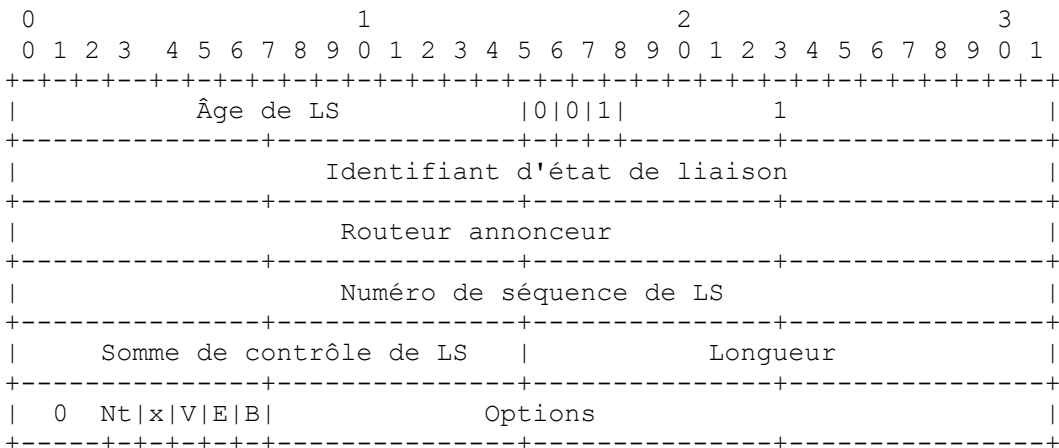 0 1 2 3
0 1 2 3 4 5 6 7 8 9 0 1 2 3 4 5 6 7 8 9 0 1 2 3 4 5 6 7 8 9 0 1
+-+-+-+-+-+-+-+-+-+-+-+-+-+-+-+-+-+-+-+-+-+-+-+-+-+-+-+-+-+-+-+-+
| Âge de LS |0|0|1| 1 |
+---------------+---------------+-+-+-+---------+----------------+
| Identifiant d'état de liaison |
+---------------+---------------+---------------+----------------+
| Routeur annonceur |
+---------------+---------------+---------------+----------------+
| Numéro de séquence de LS |
+---------------+---------------+---------------+----------------+
| Somme de contrôle de LS | Longueur |
+---------------+---------------+---------------+----------------+
| 0 Nt|x|V|E|B| Options |
+-----+-+-+-+-+-+---------------+---------------+----------------+